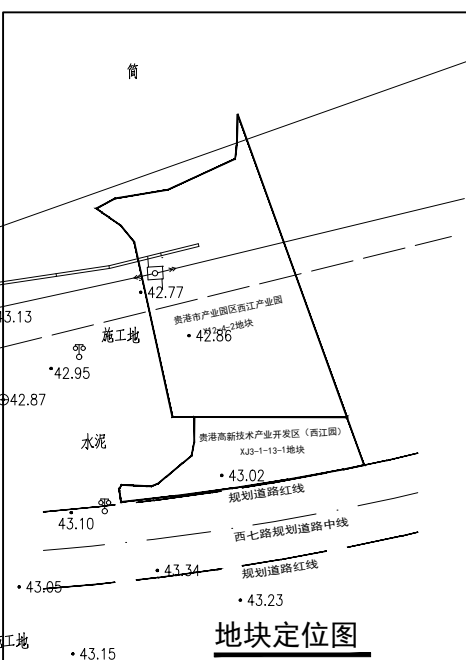 简
42.77
贵港市产业园区西江产业园
43.13
施工地
42.86
42.95
42.87
水泥
贵港高新技术产业开发区（西江园）
XJ3-1-13-1地块
43.02
规划道路红线
43.10
西七路规划道路中线
43.34
规划道路红线
43.05
43.23
工地
地块定位图
43.15